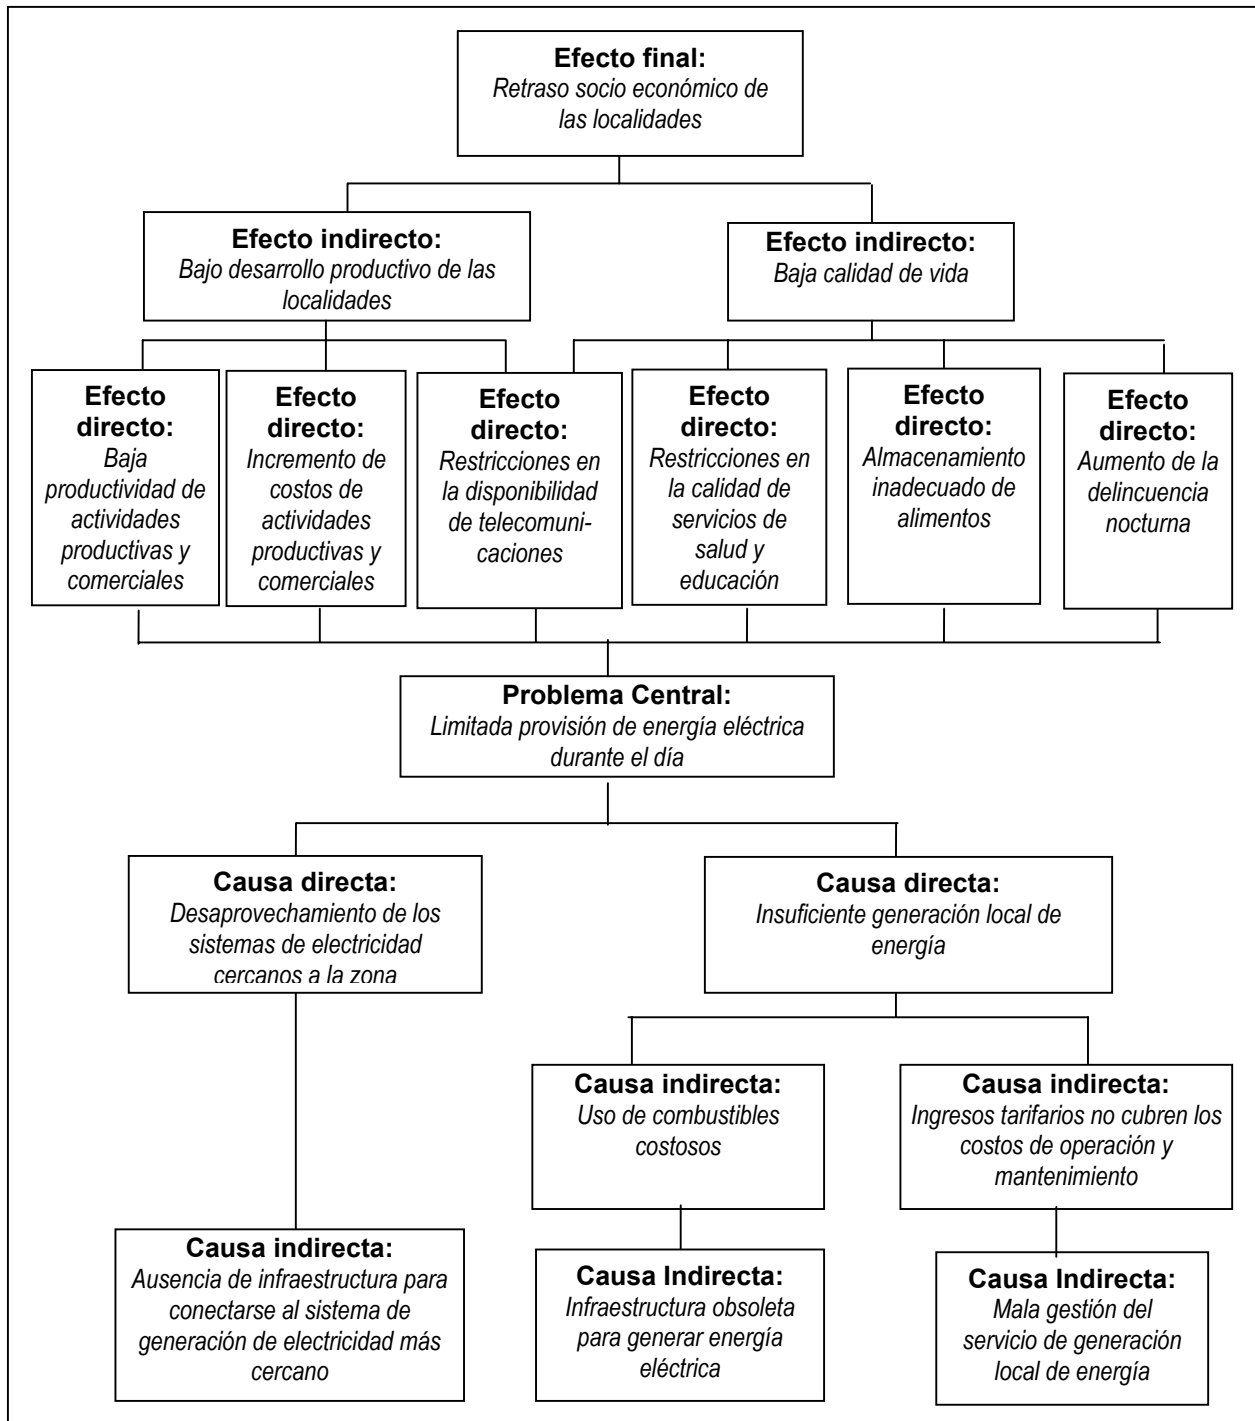 Efecto final:
Retraso socio económico de
las localidades
Efecto indirecto:
Bajo desarrollo productivo de las
localidades
Efecto indirecto:
Baja calidad de vida
Efecto
directo:
Baja
productividad de
actividades
productivas y
comerciales
Efecto
directo:
Incremento de
costos de
actividades
productivas y
comerciales
Efecto
directo:
Restricciones en
la disponibilidad
de telecomuni-
caciones
Efecto
directo:
Restricciones en
la calidad de
servicios de
salud y
educación
Efecto
directo:
Almacenamiento
inadecuado de
alimentos
Efecto
directo:
Aumento de la
delincuencia
nocturna
Problema Central:
Limitada provisión de energía eléctrica
durante el día
Causa directa:
Desaprovechamiento de los
sistemas de electricidad
cercanos a la zona
Causa directa:
Insuficiente generación local de
energía
Causa indirecta:
Uso de combustibles
costosos
Causa indirecta:
Ingresos tarifarios no cubren los
costos de operación y
mantenimiento
Causa indirecta:
Ausencia de infraestructura para
conectarse al sistema de
generación de electricidad más
cercano
Causa Indirecta:
Infraestructura obsoleta
para generar energía
eléctrica
Causa Indirecta:
Mala gestión del
servicio de generación
local de energía